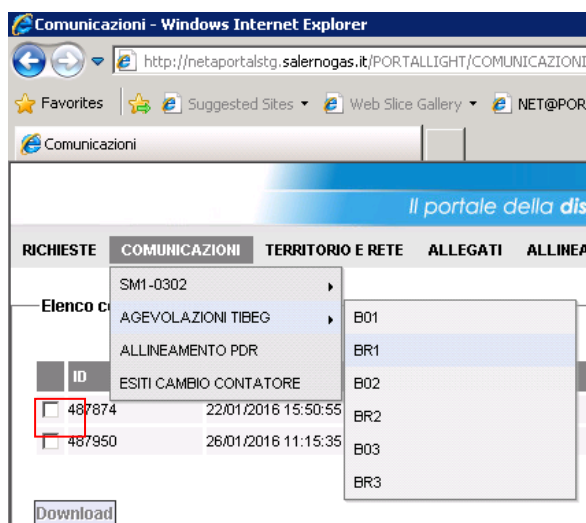 Comunicazioni - Windows Internet Explorer
http://netaportalstg.salernogas.it/PORTALLIGHT/COMUNICAZIONI
Favorites Suggested Sites Web Slice Gallery NET@POR
Comunicazioni
Il portale della dis
RICHIESTE COMUNICAZIONI TERRITORIO E RETE ALLEGATI ALLINEA
SM1-0302
Elenco co
AGEVOLAZIONI TIBEG
B01
ALLINEAMENTO PDR
BR1
ID
ESITI CAMBIO CONTATORE
B02
487874 22/01/2016 15:50:55
BR2
487950 26/01/2016 11:15:35
B03
BR3
Download